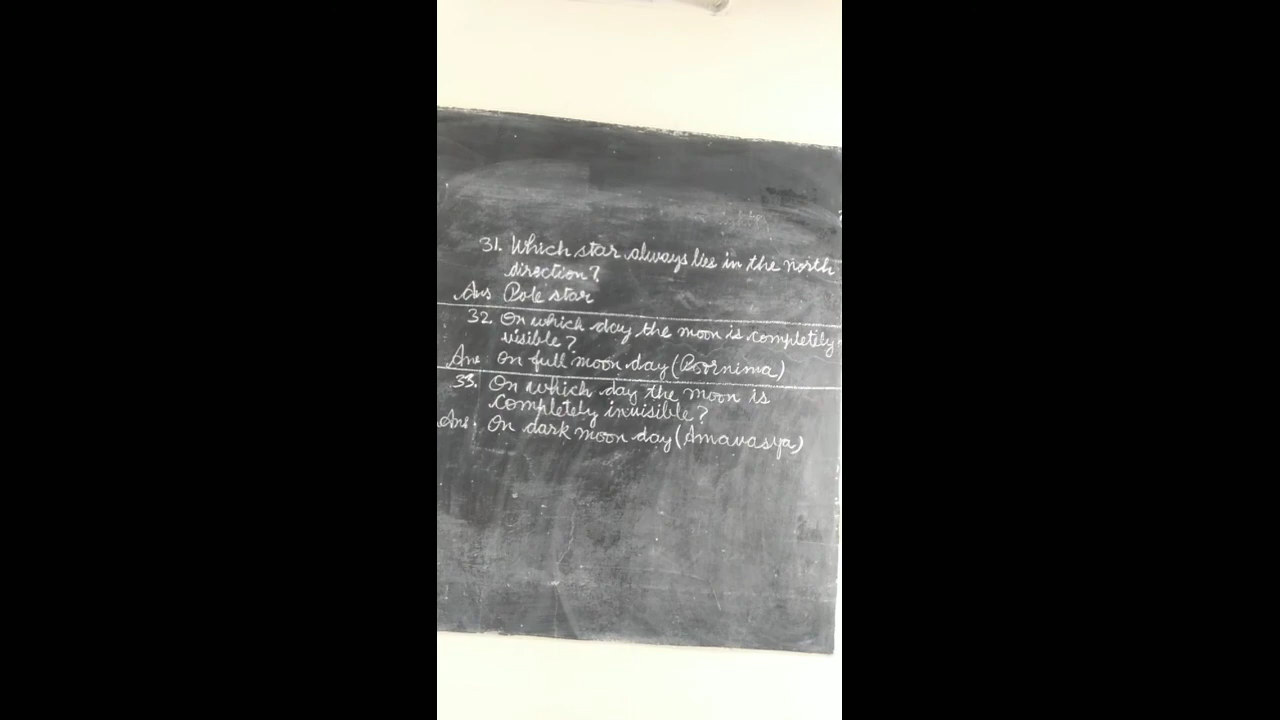 31. Which star always lies in the north
direction?
Ans Pole star
32. On which day the moon is completely
visible?
Ans. On full moon day (Poornima)
33. On which day the moon is
completely invisible?
Ans. On dark moon day (Amavasya)